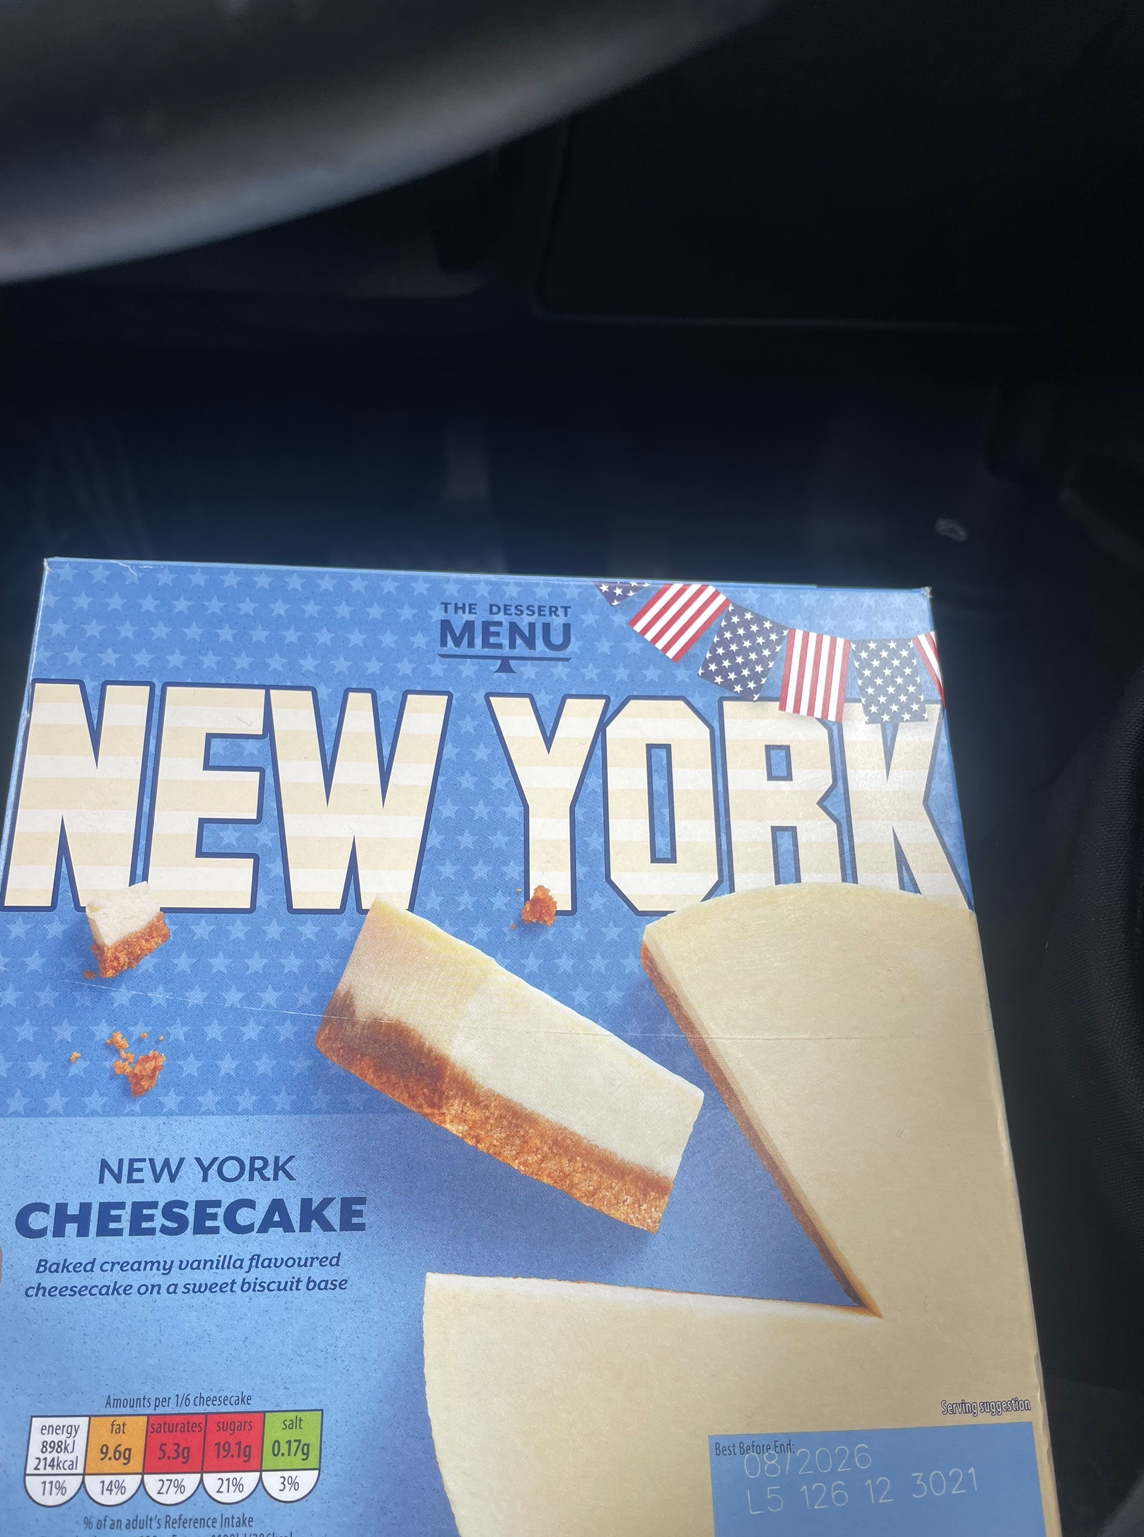 THE DESSERT
MENU
NEW YORK
NEW YORK
CHEESECAKE
Baked creamy vanilla flavoured
cheesecake on a sweet biscuit base
Amounts per 1/6 cheesecake
energy
898kJ
214kcal
11%
fat
9.6g
14%
saturates
5.3g
27%
sugars
19.1g
21%
salt
0.17g
3%
% of an adult's Reference Intake
Serving suggestion
Best Before End:
08/2026
L5 126 12 3021